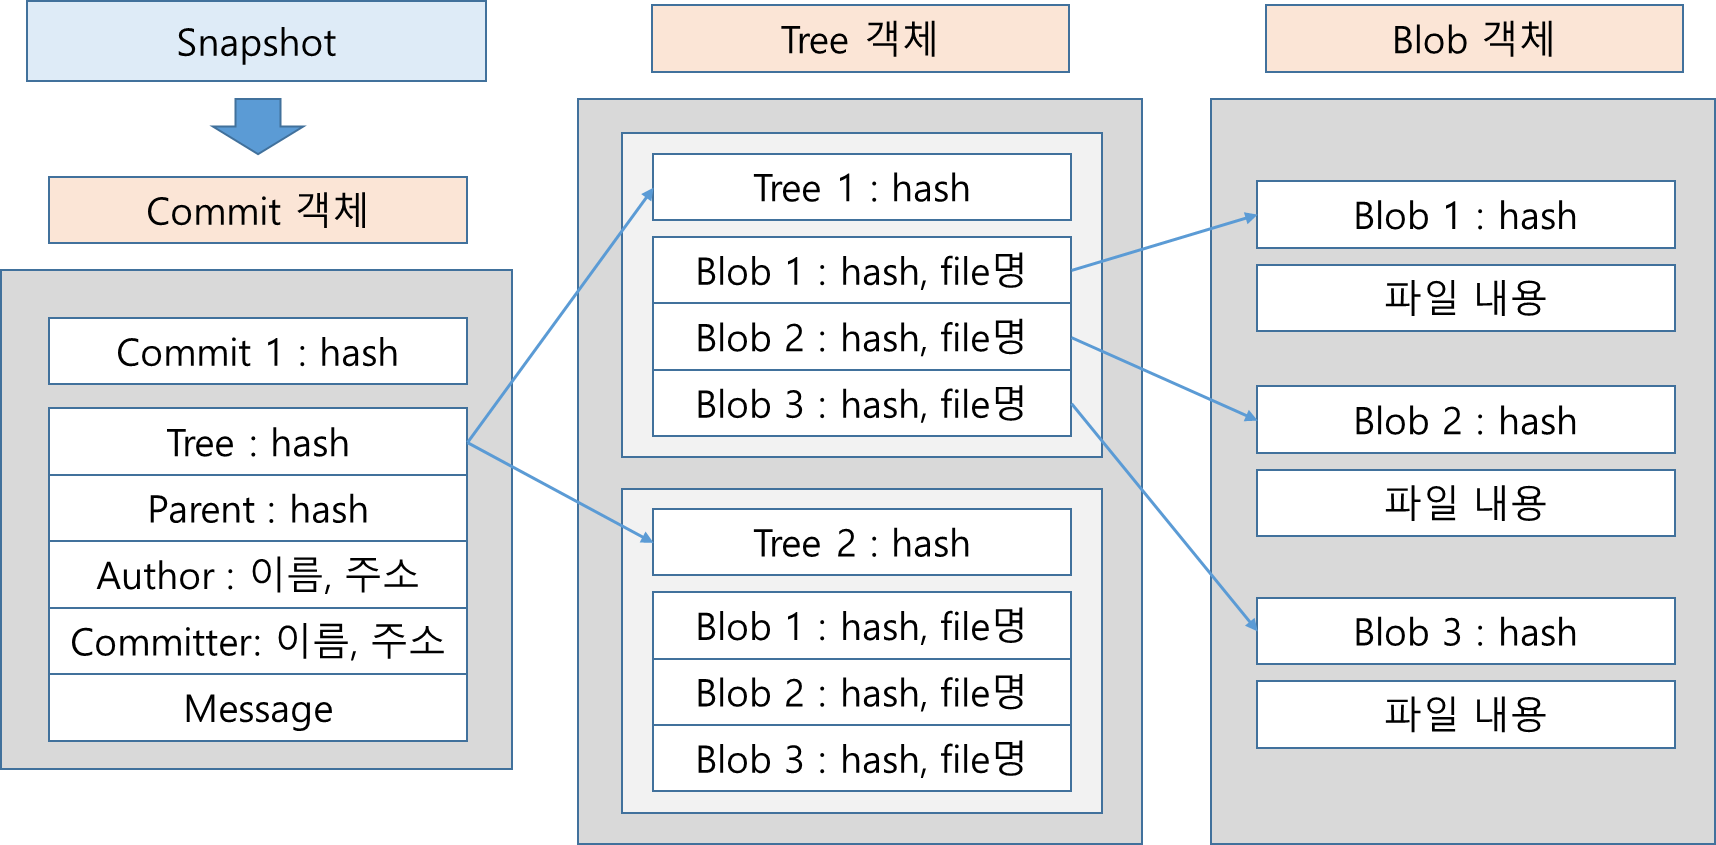 Snapshot
Commit 객체
Commit 1 : hash
Tree : hash
Parent : hash
Author : 이름, 주소
Committer: 이름, 주소
Message
Tree 객체
Tree 1 : hash
Blob 1 : hash, file명
Blob 2 : hash, file명
Blob 3 : hash, file명
Tree 2 : hash
Blob 1 : hash, file명
Blob 2 : hash, file명
Blob 3 : hash, file명
Blob 객체
Blob 1 : hash
파일 내용
Blob 2 : hash
파일 내용
Blob 3 : hash
파일 내용